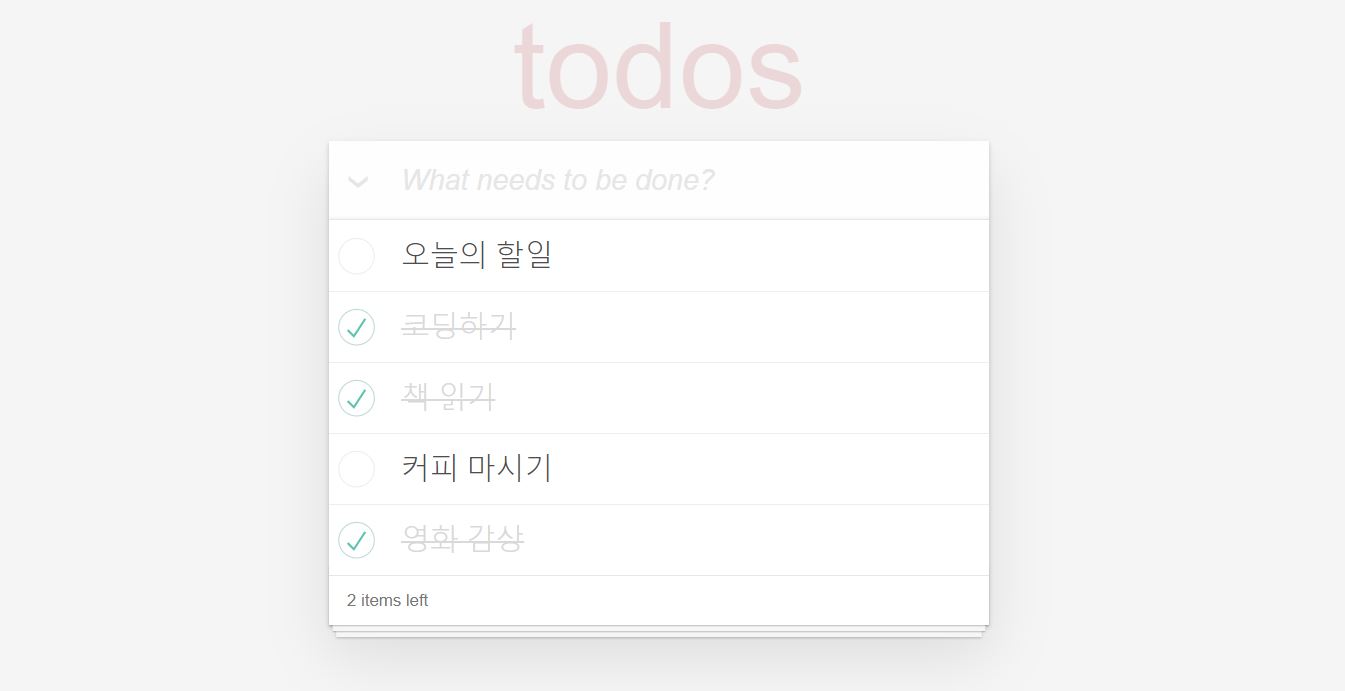 todos
What needs to be done?
오늘의 할일
코딩하기
책 읽기
커피 마시기
영화 감상
2 items left